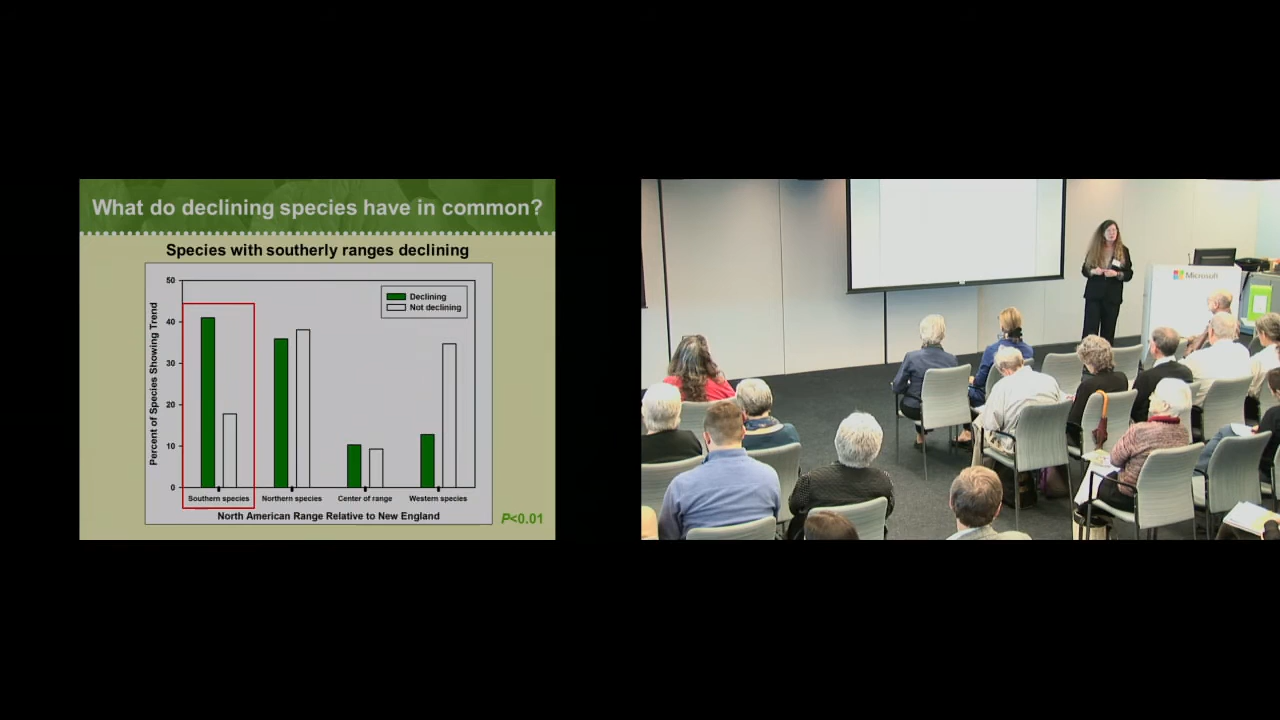 What do declining species have in common?
Species with southerly ranges declining
50
40
30
20
10
0
Percent of Species Showing Trend
Declining
Not declining
Southern species
Northern species
Center of range
Western species
North American Range Relative to New England
P<0.01
Microsoft